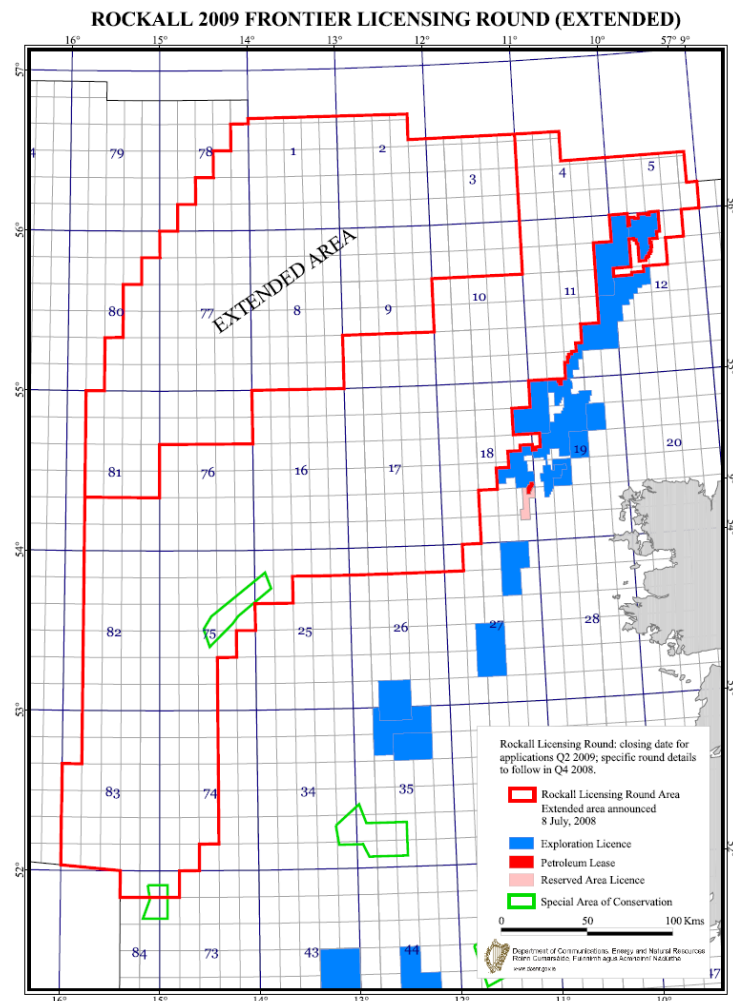 ROCKALL 2009 FRONTIER LICENSING ROUND (EXTENDED)
16° 15° 14° 13° 12° 11° 10° 57° 9°
57°
4 79 78 1 2 3 4 5
56°
EXTENDED AREA
80 77 8 9 10 11 12
55°
81 76 16 17 18 19 20
54°
82 75 25 26 27 28
53°
83 74 34 35
52°
84 73 43 44 47
Rockall Licensing Round: closing date for
applications Q2 2009; specific round details
to follow in Q4 2008.
Rockall Licensing Round Area
Extended area announced
8 July, 2008
Exploration Licence
Petroleum Lease
Reserved Area Licence
Special Area of Conservation
0 50 100 Kms
Department of Communications, Energy and Natural Resources
16° 15° 14° 13° 12° 11° 10°